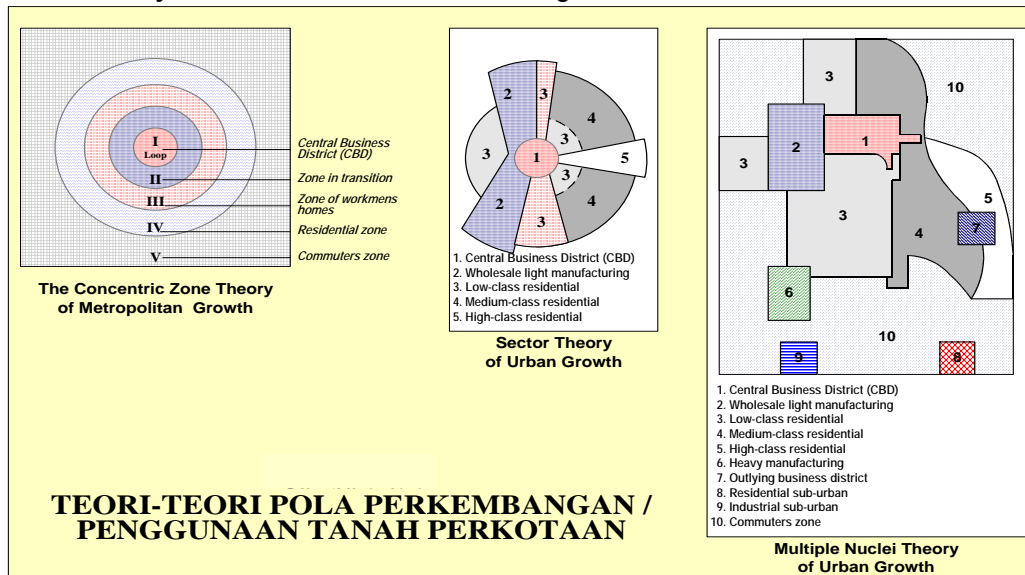 I
Loop
II
III
IV
V
Central Business
District (CBD)
Zone in transition
Zone of workmens
homes
Residential zone
Commuters zone
The Concentric Zone Theory
of Metropolitan Growth
2
3
4
3
3
1
5
3
2
4
3
1. Central Business District (CBD)
2. Wholesale light manufacturing
3. Low-class residential
4. Medium-class residential
5. High-class residential
Sector Theory
of Urban Growth
3
10
1
2
3
5
3
4
7
6
10
9
8
1. Central Business District (CBD)
2. Wholesale light manufacturing
3. Low-class residential
4. Medium-class residential
5. High-class residential
6. Heavy manufacturing
7. Outlying business district
8. Residential sub-urban
9. Industrial sub-urban
10. Commuters zone
Multiple Nuclei Theory
of Urban Growth
TEORI-TEORI POLA PERKEMBANGAN /
PENGGUNAAN TANAH PERKOTAAN